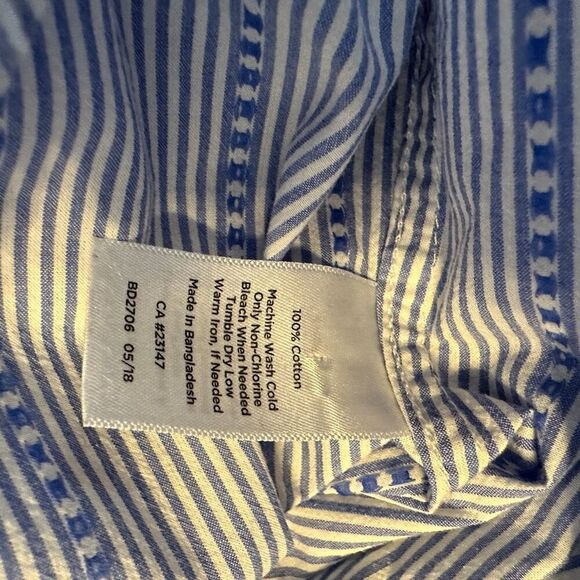 100% Cotton
Machine Wash Cold
Only Non-Chlorine
Bleach When Needed
Tumble Dry Low
Warm Iron, If Needed
Made In Bangladesh
CA #23147
BD2706 05/18